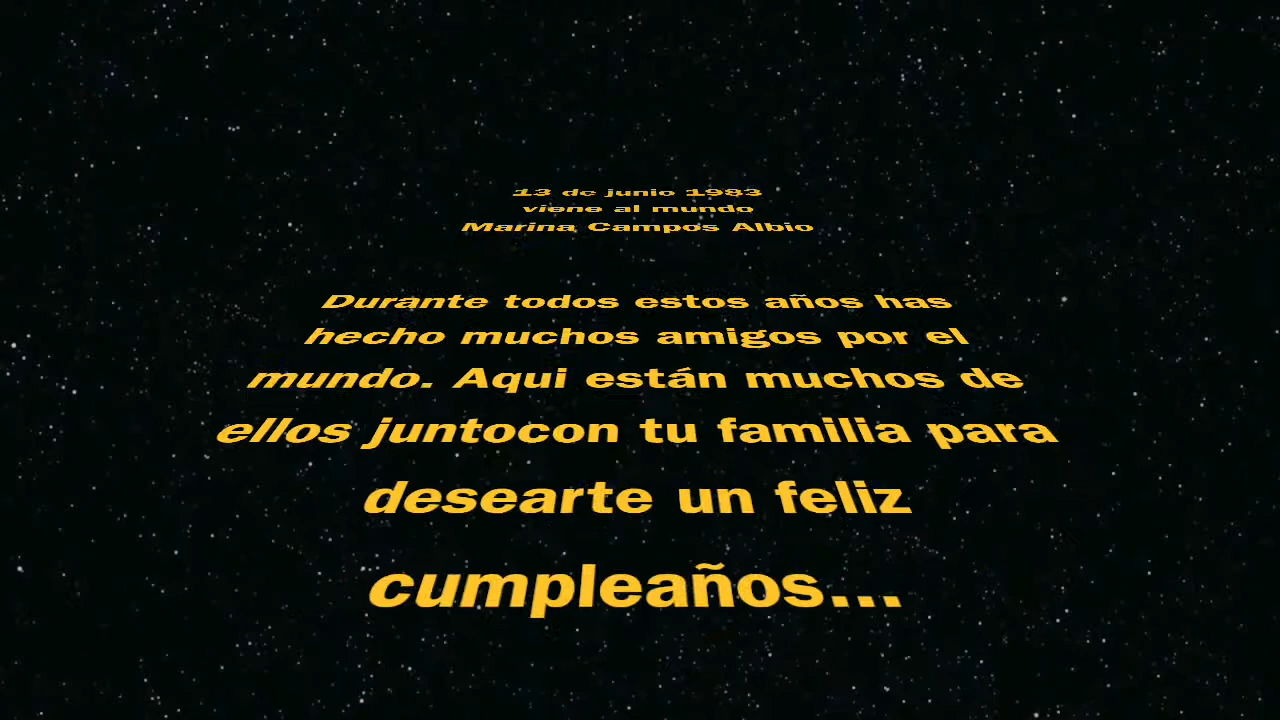 13 de junio 1983
viene al mundo
Marina Campos Albio
Durante todos estos años has
hecho muchos amigos por el
mundo. Aqui están muchos de
ellos juntocon tu familia para
desearte un feliz
cumpleaños...